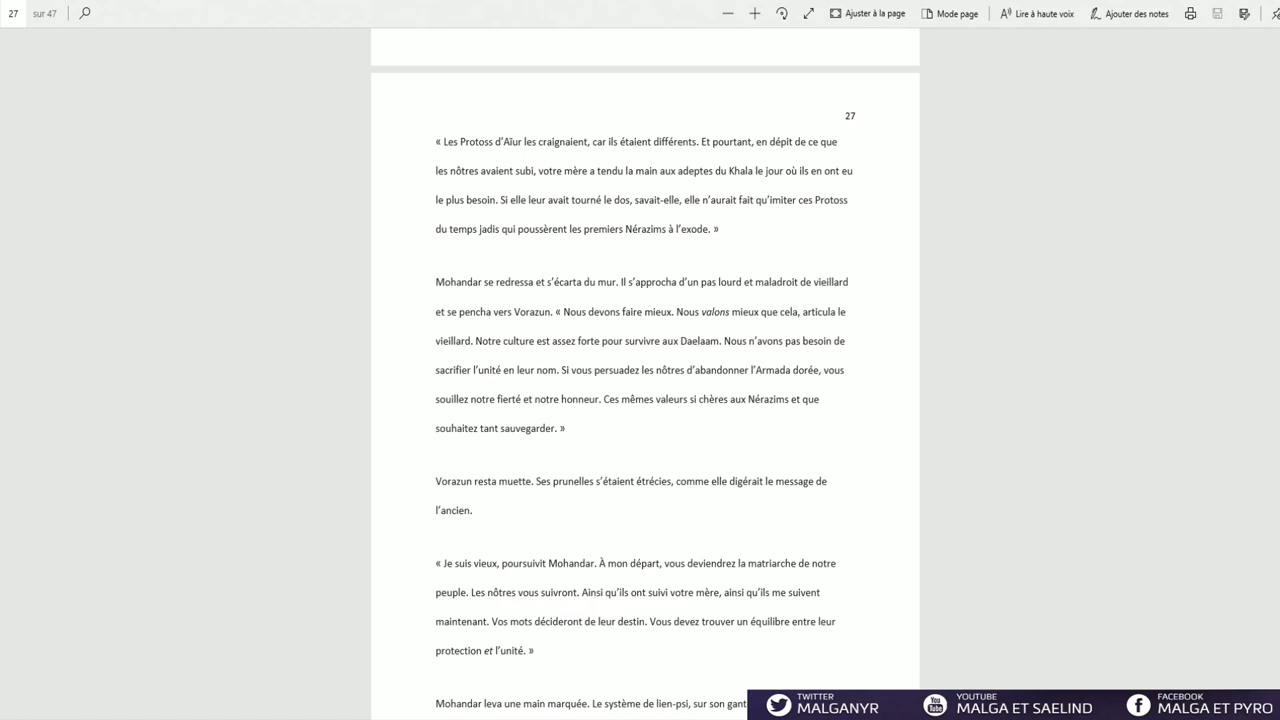 27 sur 47 Ajuster à la page Mode page Lire à haute voix Ajouter des notes
27
« Les Protoss d’Aïur les craignaient, car ils étaient différents. Et pourtant, en dépit de ce que
les nôtres avaient subi, votre mère a tendu la main aux adeptes du Khala le jour où ils en ont eu
le plus besoin. Si elle leur avait tourné le dos, savait-elle, elle n’aurait fait qu’imiter ces Protoss
du temps jadis qui poussèrent les premiers Nérazims à l’exode. »
Mohandar se redressa et s’écarta du mur. Il s’approcha d’un pas lourd et maladroit de vieillard
et se pencha vers Vorazun. « Nous devons faire mieux. Nous valons mieux que cela, articula le
vieillard. Notre culture est assez forte pour survivre aux Daelaam. Nous n’avons pas besoin de
sacrifier l’unité en leur nom. Si vous persuadez les nôtres d’abandonner l’Armada dorée, vous
souillez notre fierté et notre honneur. Ces mêmes valeurs si chères aux Nérazims et que
souhaitez tant sauvegarder. »
Vorazun resta muette. Ses prunelles s’étaient étrécies, comme elle digérait le message de
l’ancien.
« Je suis vieux, poursuivit Mohandar. À mon départ, vous deviendrez la matriarche de notre
peuple. Les nôtres vous suivront. Ainsi qu’ils ont suivi votre mère, ainsi qu’ils me suivent
maintenant. Vos mots décideront de leur destin. Vous devez trouver un équilibre entre leur
protection et l’unité. »
Mohandar leva une main marquée. Le système de lien-psi, sur son gant
TWITTER
MALGANYR
You Tube
YOUTUBE
MALGA ET SAELIND
FACEBOOK
MALGA ET PYRO